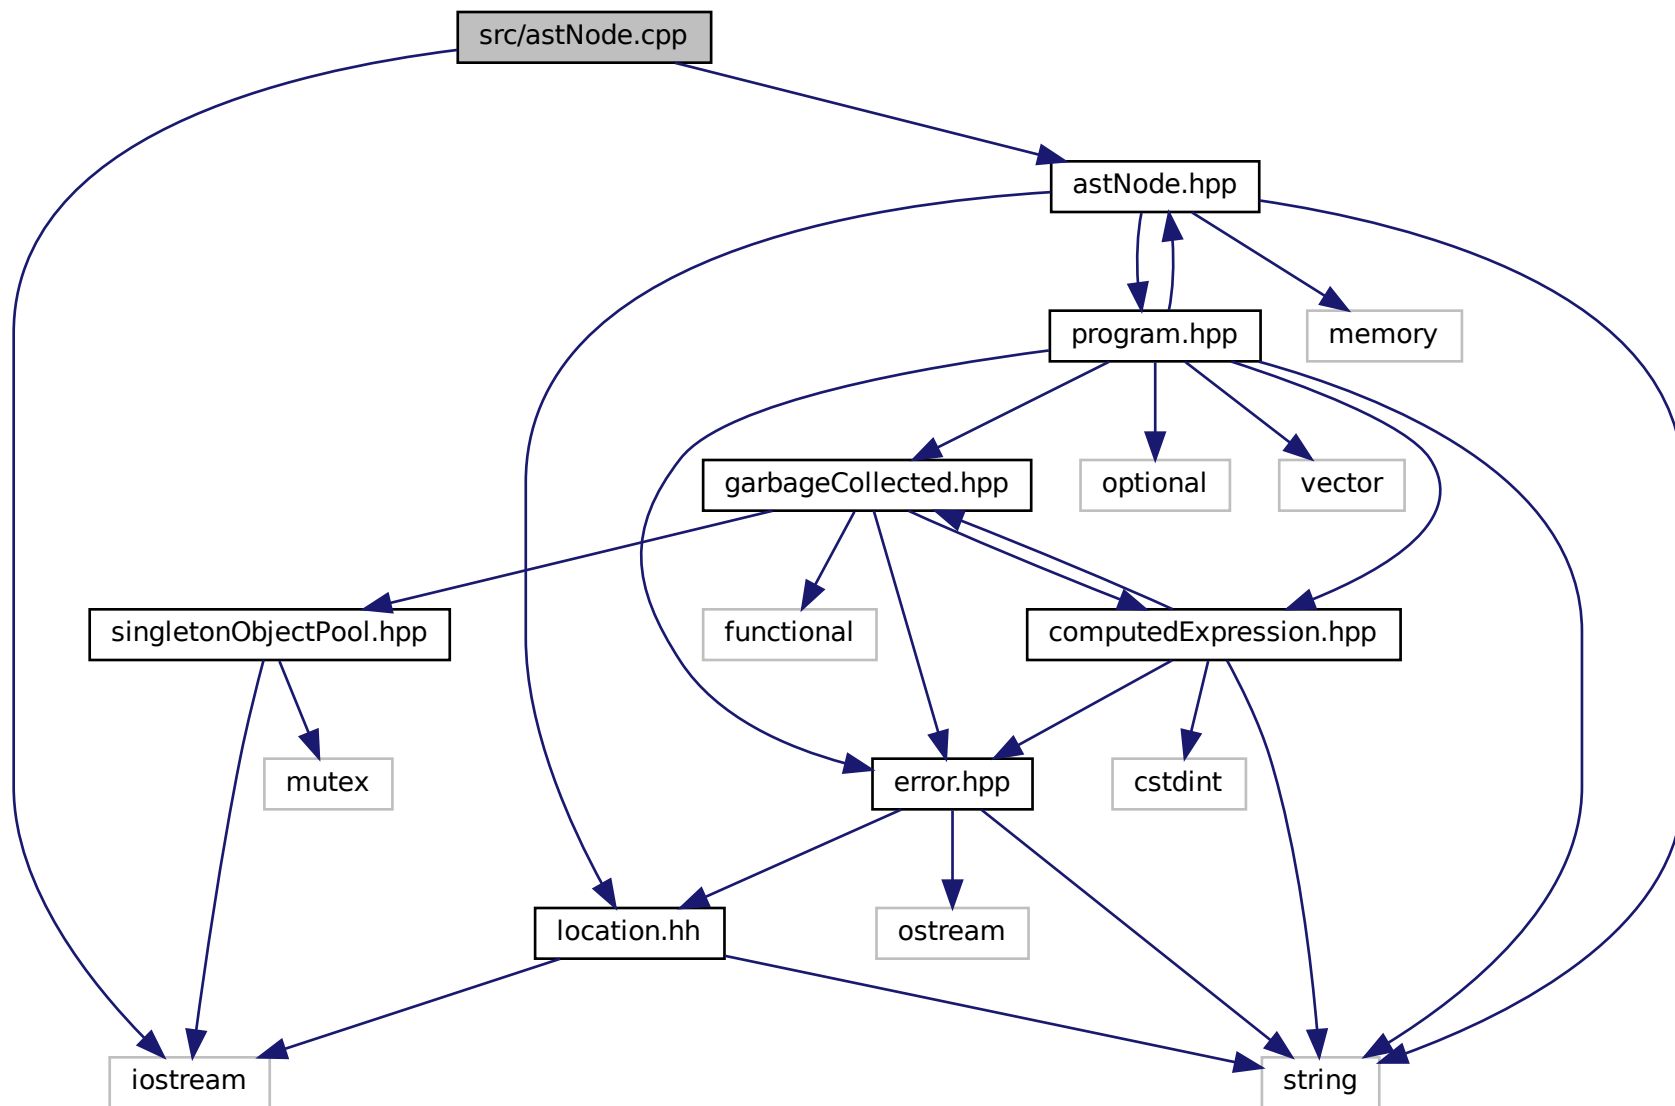 src/astNode.cpp
astNode.hpp
program.hpp
memory
garbageCollected.hpp
optional
vector
singletonObjectPool.hpp
functional
computedExpression.hpp
mutex
error.hpp
cstdint
location.hh
ostream
iostream
string